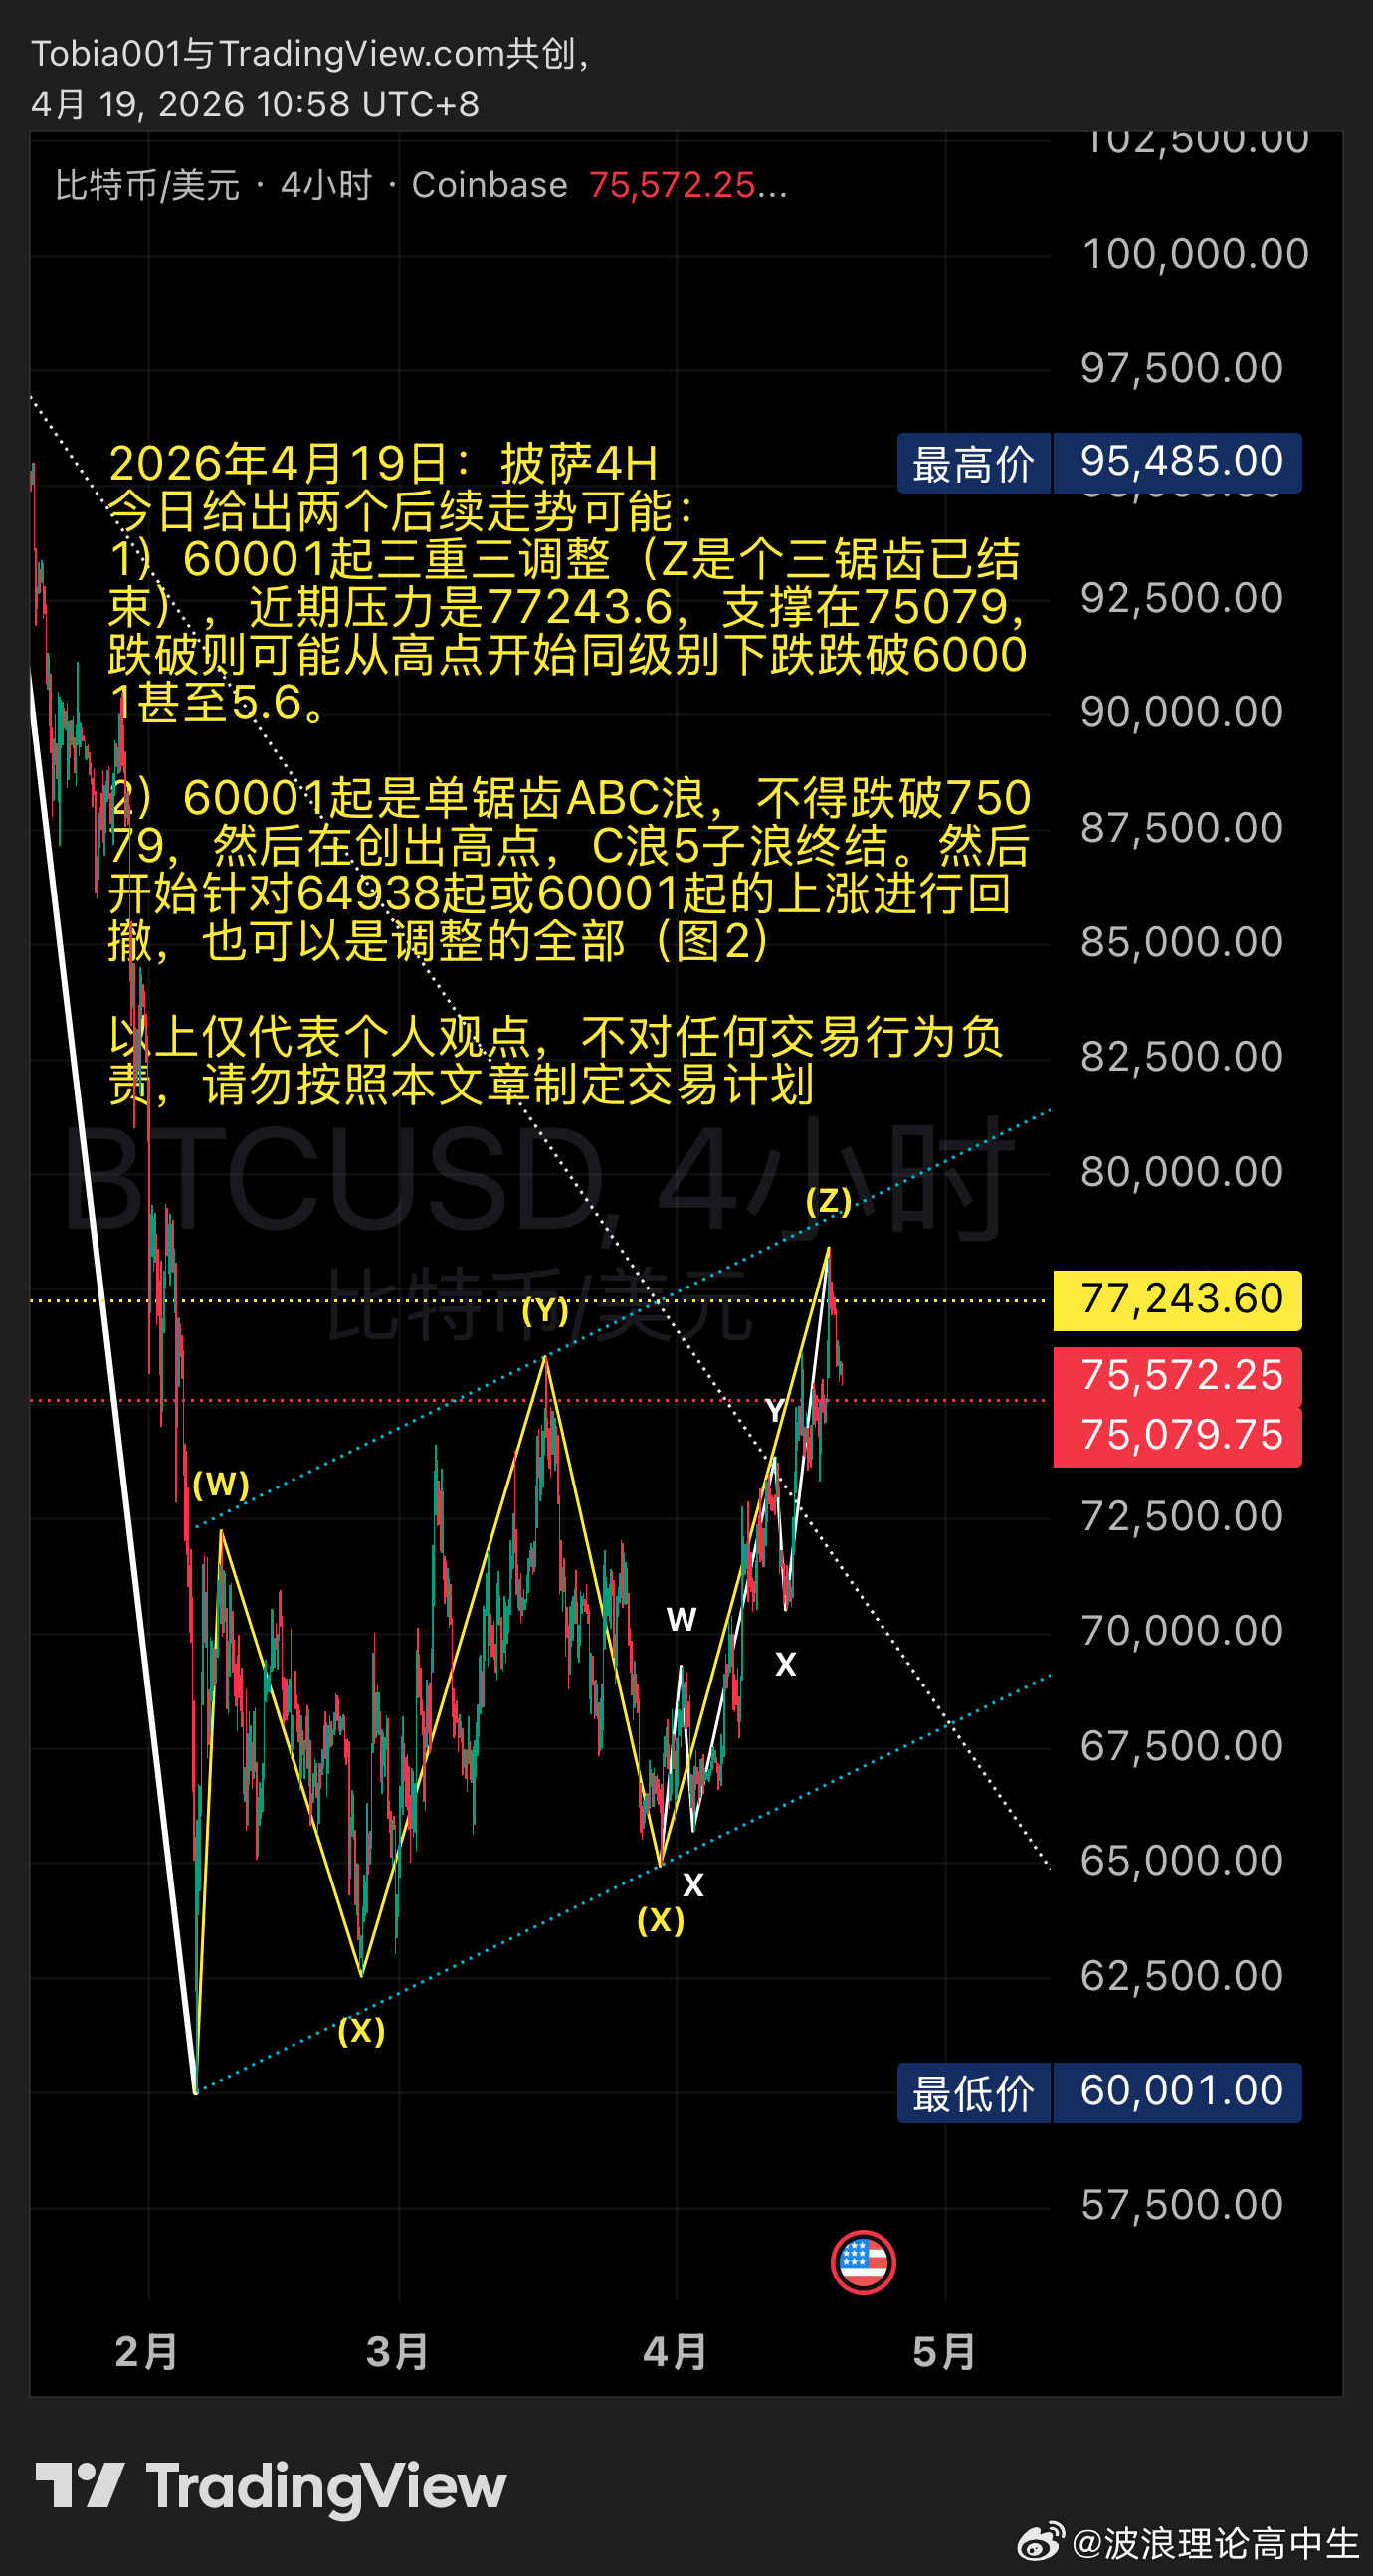 Tobia001与TradingView.com共创，
4月 19, 2026 10:58 UTC+8
102,500.00
比特币/美元 · 4小时 · Coinbase 75,572.25...
100,000.00
97,500.00
2026年4月19日：披萨4H
最高价 95,485.00
今日给出两个后续走势可能：
1）60001起三重三调整（Z是个三锯齿已结
束），近期压力是77243.6，支撑在75079，
跌破则可能从高点开始同级别下跌跌破6000
1甚至5.6。
92,500.00
90,000.00
2）60001起是单锯齿ABC浪，不得跌破750
79，然后在创出高点，C浪5子浪终结。然后
开始针对64938起或60001起的上涨进行回
撤，也可以是调整的全部（图2）
87,500.00
85,000.00
以上仅代表个人观点，不对任何交易行为负
责，请勿按照本文章制定交易计划
82,500.00
BTCUSD, 4小时
比特币/美元
80,000.00
(Z)
77,243.60
(Y)
75,572.25
75,079.75
Y
(W)
72,500.00
W
70,000.00
X
67,500.00
65,000.00
X
(X)
62,500.00
(X)
最低价 60,001.00
57,500.00
2月 3月 4月 5月
TradingView
@波浪理论高中生